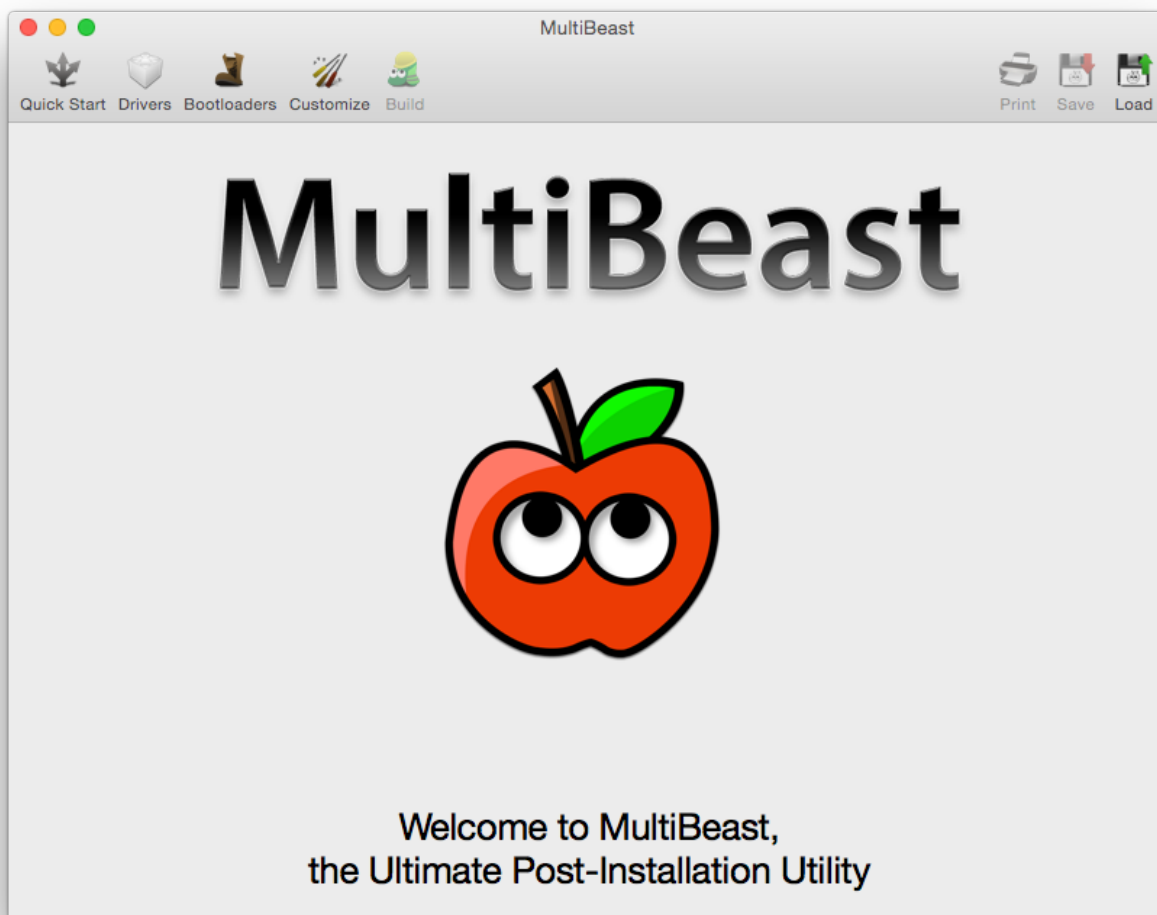 MultiBeast
Quick Start Drivers Bootloaders Customize Build Print Save Load
MultiBeast
Welcome to MultiBeast,
the Ultimate Post-Installation Utility